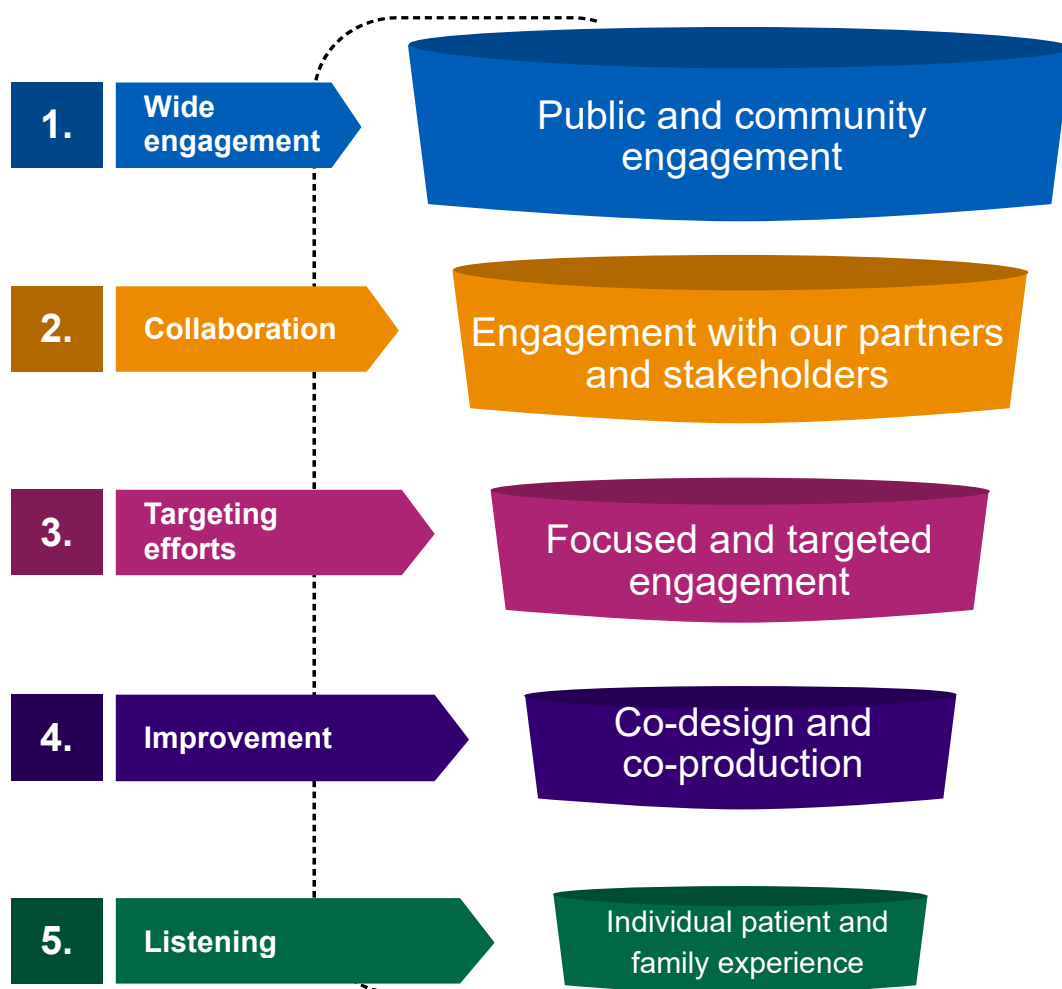 1.
Wide
engagement
Public and community
engagement
2.
Collaboration
Engagement with our partners
and stakeholders
3.
Targeting
efforts
Focused and targeted
engagement
4.
Improvement
Co-design and
co-production
5.
Listening
Individual patient and
family experience